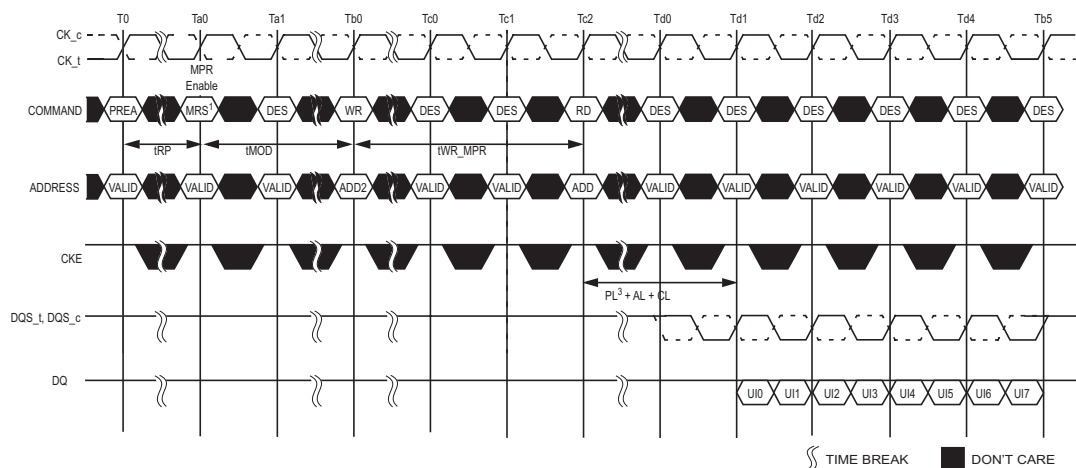 T0 Ta0 Ta1 Tb0 Tc0 Tc1 Tc2 Td0 Td1 Td2 Td3 Td4 Tb5
CK_c
CK_t
MPR
Enable
COMMAND PREA MRS1 DES WR DES DES RD DES DES DES DES DES DES
tRP tMOD tWR_MPR
ADDRESS VALID VALID VALID ADD2 VALID VALID ADD VALID VALID VALID VALID VALID VALID
CKE
PL3 + AL + CL
DQS_t, DQS_c
DQ UI0 UI1 UI2 UI3 UI4 UI5 UI6 UI7
TIME BREAK DON'T CARE